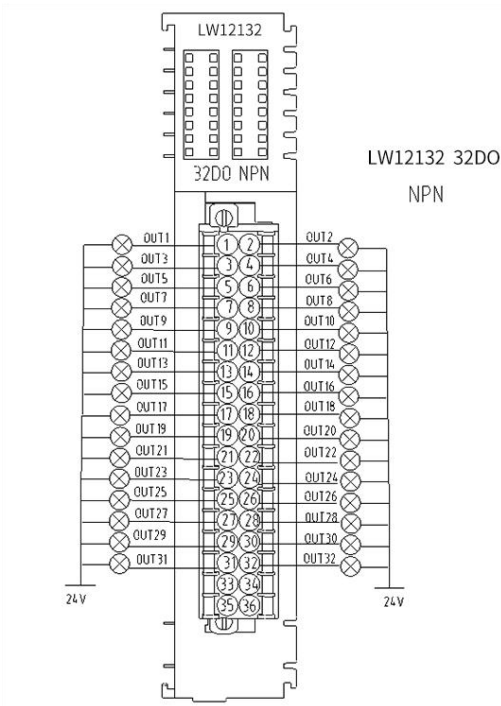 LW12132
32DO NPN
LW12132 32DO
NPN
OUT1 1 2 OUT2
OUT3 3 4 OUT4
OUT5 5 6 OUT6
OUT7 7 8 OUT8
OUT9 9 10 OUT10
OUT11 11 12 OUT12
OUT13 13 14 OUT14
OUT15 15 16 OUT16
OUT17 17 18 OUT18
OUT19 19 20 OUT20
OUT21 21 22 OUT22
OUT23 23 24 OUT24
OUT25 25 26 OUT26
OUT27 27 28 OUT28
OUT29 29 30 OUT30
OUT31 31 32 OUT32
33 34
35 36
24V 24V